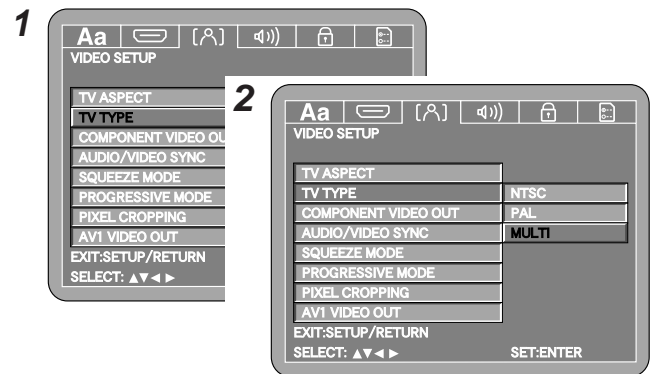 1
Aa
VIDEO SETUP
TV ASPECT
TV TYPE
COMPONENT VIDEO OU
AUDIO/VIDEO SYNC
SQUEEZE MODE
PROGRESSIVE MODE
PIXEL CROPPING
AV1 VIDEO OUT
EXIT:SETUP/RETURN
SELECT: ▲▼◄ ►
2
Aa
VIDEO SETUP
TV ASPECT
TV TYPE NTSC
COMPONENT VIDEO OUT PAL
AUDIO/VIDEO SYNC MULTI
SQUEEZE MODE
PROGRESSIVE MODE
PIXEL CROPPING
AV1 VIDEO OUT
EXIT:SETUP/RETURN
SELECT: ▲▼◄ ► SET:ENTER